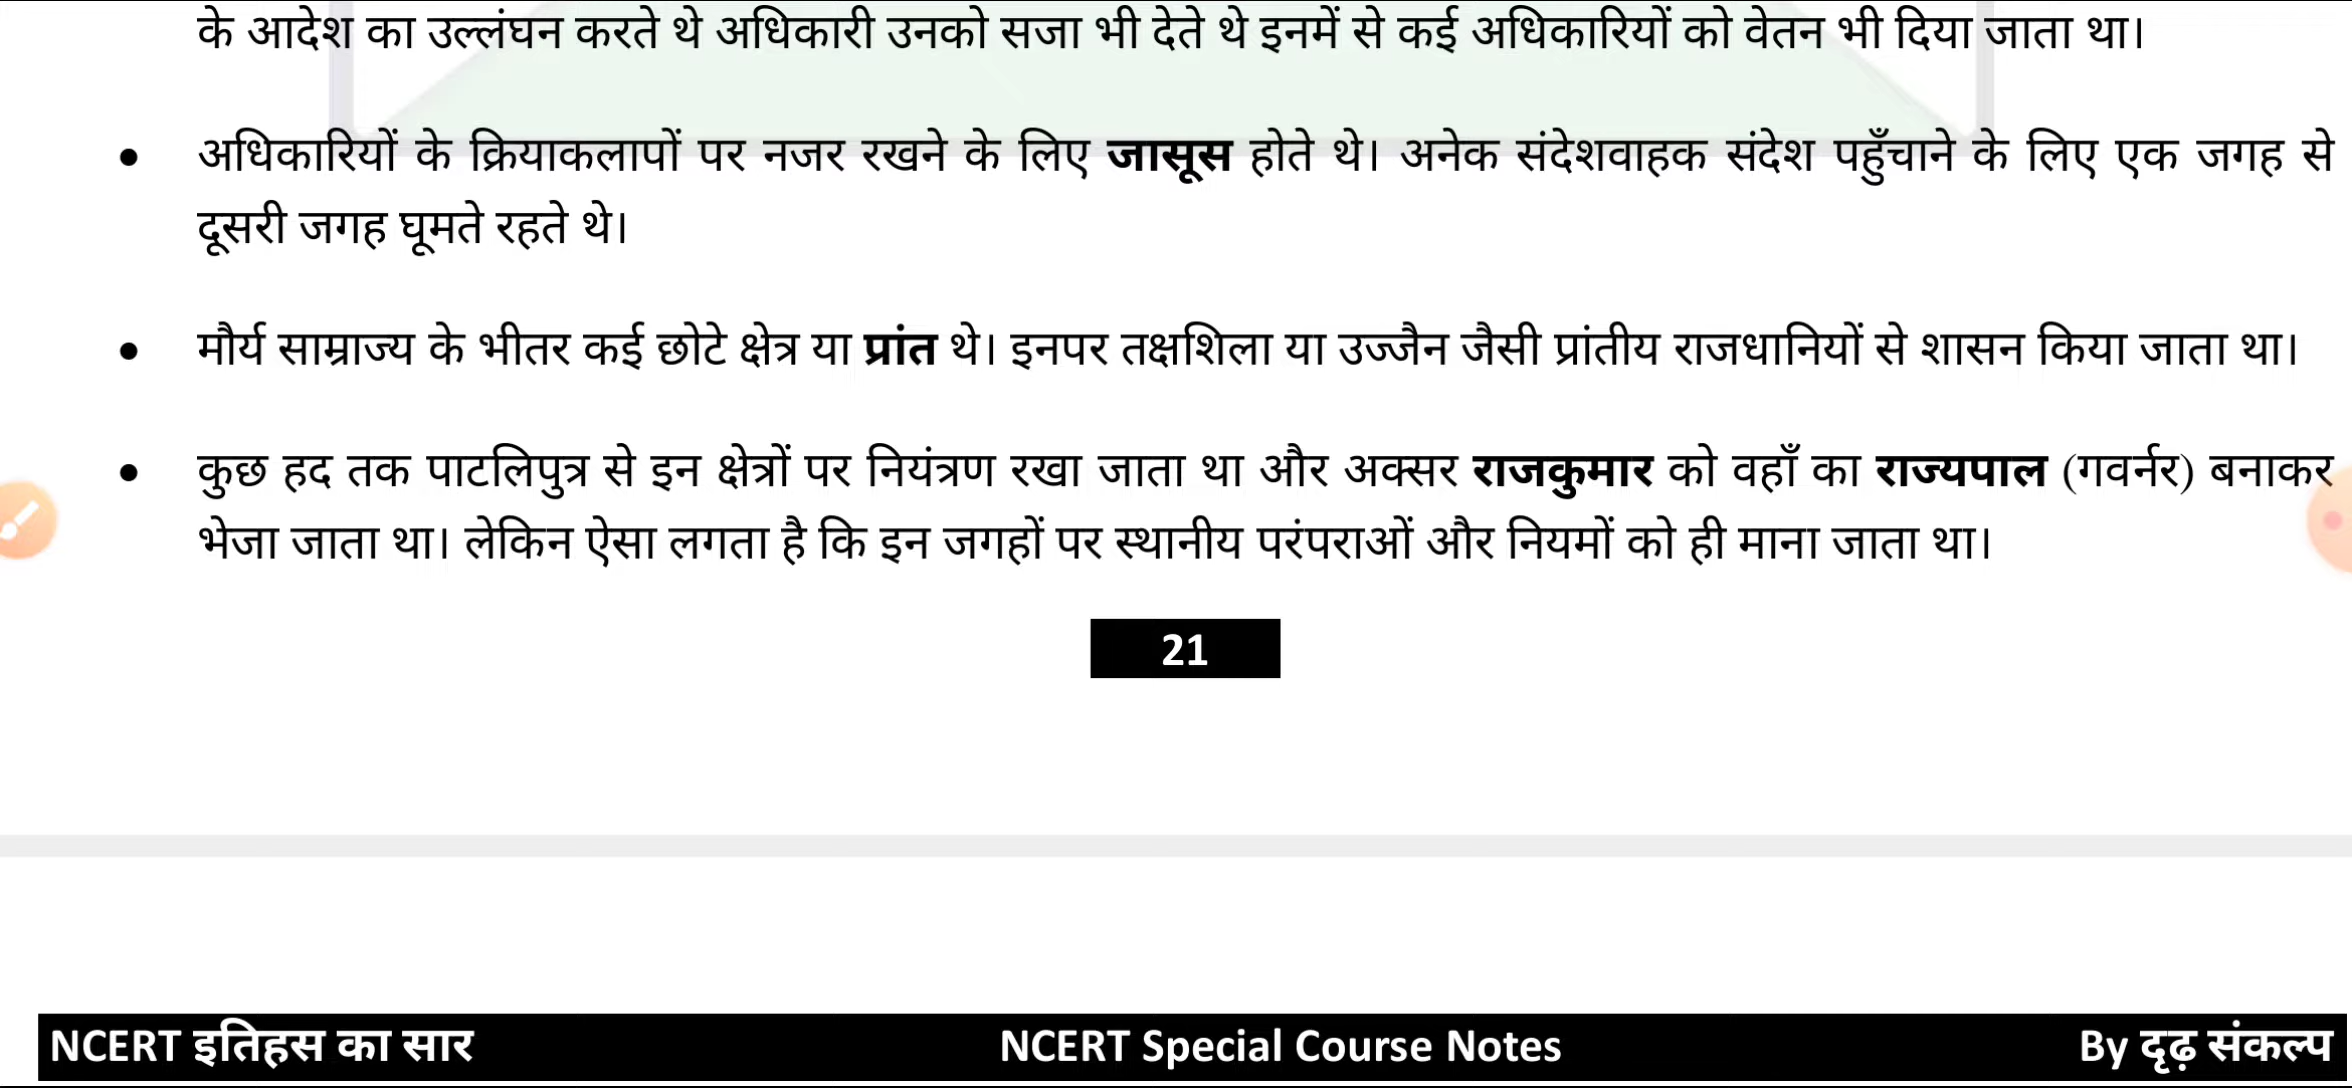 के आदेश का उल्लंघन करते थे अधिकारी उनको सजा भी देते थे इनमें से कई अधिकारियों को वेतन भी दिया जाता था।
• अधिकारियों के क्रियाकलापों पर नजर रखने के लिए जासूस होते थे। अनेक संदेशवाहक संदेश पहुँचाने के लिए एक जगह से
दूसरी जगह घूमते रहते थे।
• मौर्य साम्राज्य के भीतर कई छोटे क्षेत्र या प्रांत थे। इनपर तक्षशिला या उज्जैन जैसी प्रांतीय राजधानियों से शासन किया जाता था।
• कुछ हद तक पाटलिपुत्र से इन क्षेत्रों पर नियंत्रण रखा जाता था और अक्सर राजकुमार को वहाँ का राज्यपाल (गवर्नर) बनाकर
भेजा जाता था। लेकिन ऐसा लगता है कि इन जगहों पर स्थानीय परंपराओं और नियमों को ही माना जाता था।
21
NCERT इतिहस का सार NCERT Special Course Notes By दृढ़ संकल्प